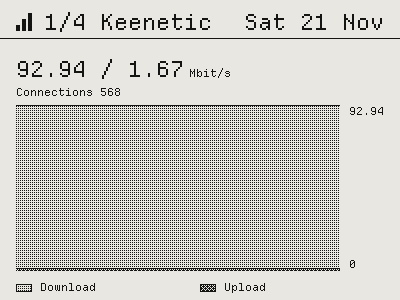 1/4 Keenetic Sat 21 Nov
92.94 / 1.67 Mbit/s
Connections 568
92.94
0
Download Upload